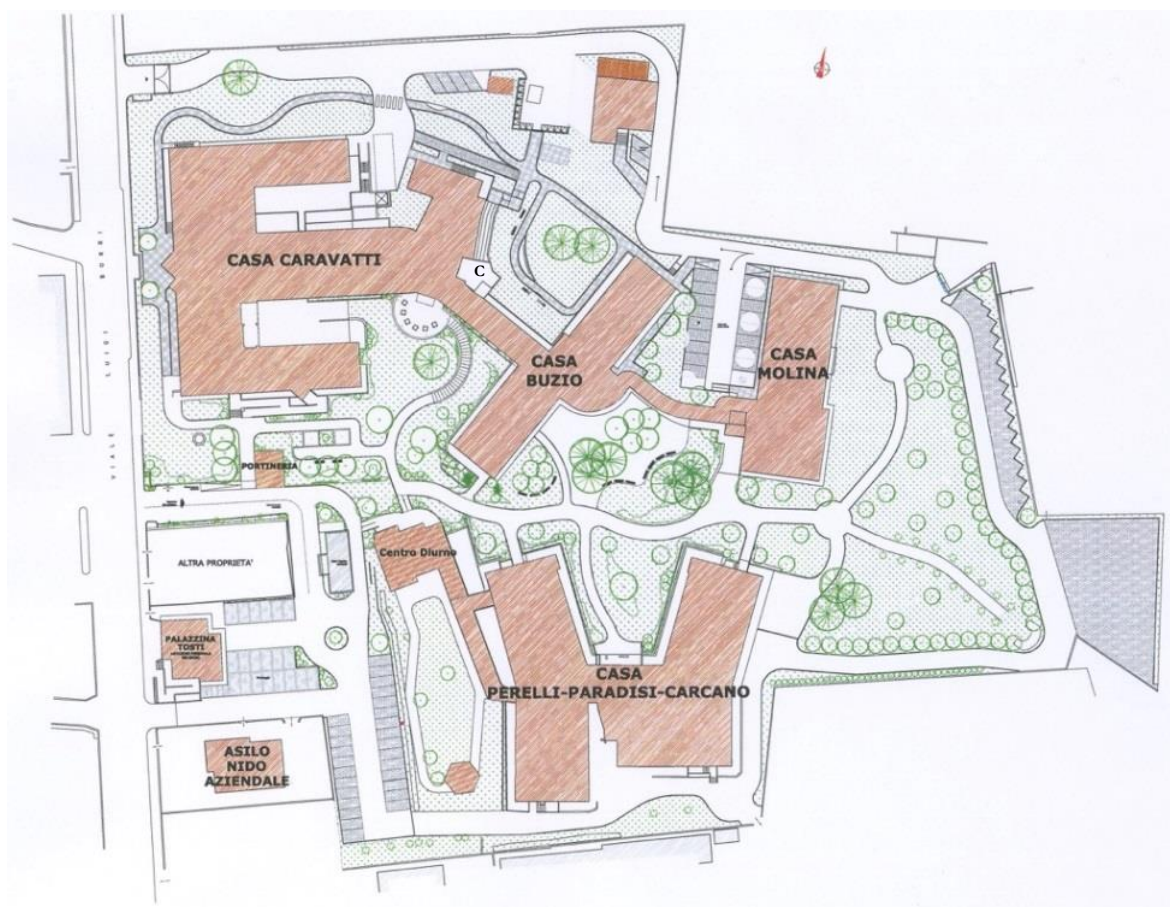 CASA CARAVATTI
C
CASA
BUZIO
CASA
MOLINA
VIALE LUIGI BORRI
PORTINERIA
Centro Diurno
ALTRA PROPRIETA'
PALAZZINA
TOSTI
CASA
PERELLI-PARADISI-CARCANO
ASILO
NIDO
AZIENDALE